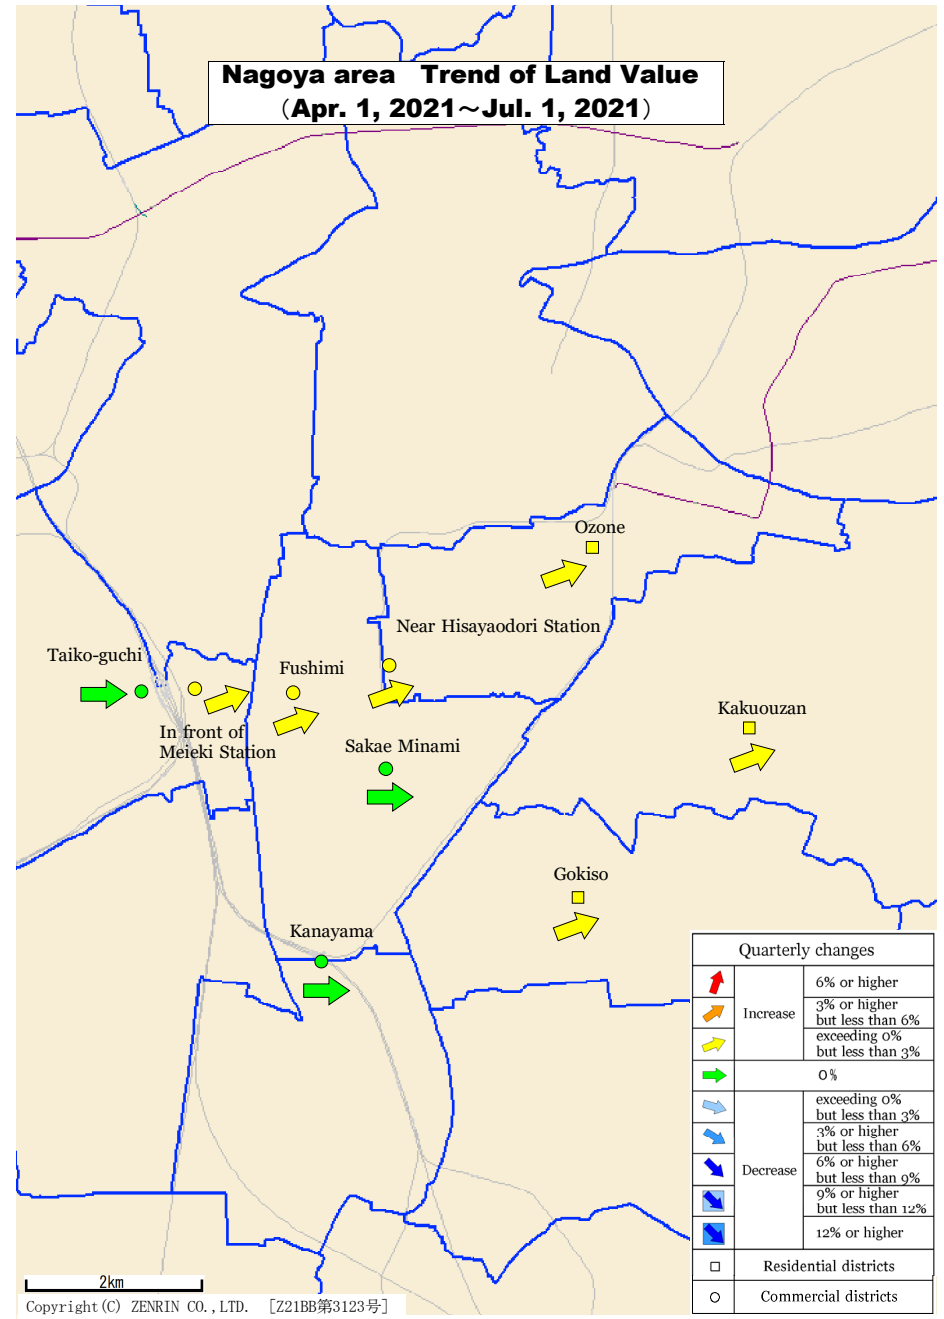 Nagoya area Trend of Land Value
（Apr. 1, 2021～Jul. 1, 2021）
Ozone
Near Hisayaodori Station
Taiko-guchi
Fushimi
In front of
Meieki Station
Sakae Minami
Kakuouzan
Gokiso
Kanayama
Quarterly changes
Increase
6% or higher
3% or higher
but less than 6%
exceeding 0%
but less than 3%
0%
Decrease
exceeding 0%
but less than 3%
3% or higher
but less than 6%
6% or higher
but less than 9%
9% or higher
but less than 12%
12% or higher
Residential districts
Commercial districts
2km
Copyright(C) ZENRIN CO.,LTD. [Z21BB第3123号]